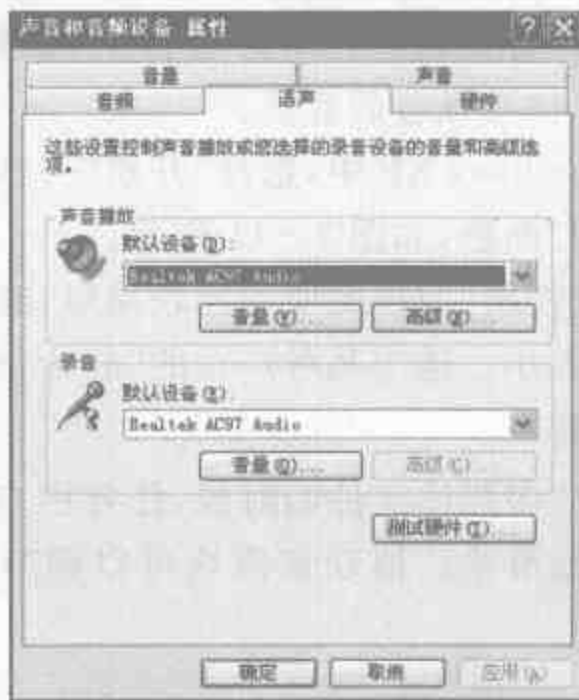 声音和音频设备 属性
音量 声音
音频 语声 硬件
这些设置控制声音播放或您选择的录音设备的音量和高级选
项。
声音播放
默认设备(D):
Realtek AC97 Audio
音量(V)... 高级(N)...
录音
默认设备(E)
Realtek AC97 Audio
音量(O)... 高级(C)...
测试硬件(T)...
确定 取消 应用(A)